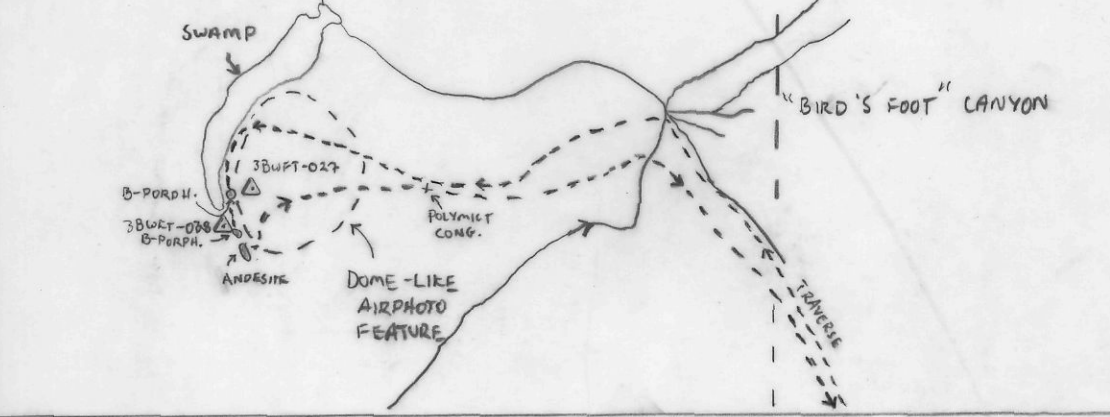 SWAMP
"BIRD'S FOOT" CANYON
3BWFT-027
B-PORPH.
3BWFT-038
B-PORPH.
POLYMICT
CONG.
ANDESITE
DOME-LIKE
AIRPHOTO
FEATURE
TRAVERSE